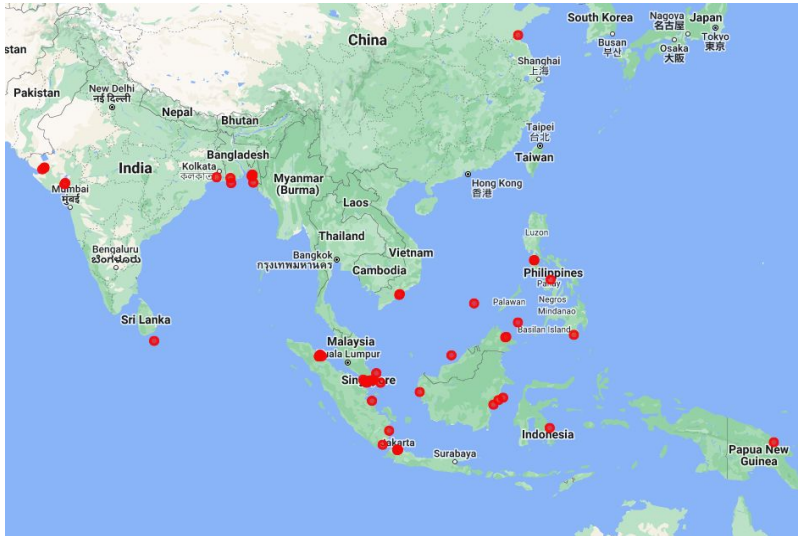 South Korea
Nagoya
名古屋
Japan
Tokyo
東京
Busan
부산
Osaka
大阪
China
stan
Shanghai
上海
Pakistan
New Delhi
नई दिल्ली
Nepal
Bhutan
Taipei
台北
Taiwan
Bangladesh
India
Kolkata
Myanmar
(Burma)
Hong Kong
香港
Mumbai
मुंबई
Laos
Thailand
Luzon
Bengaluru
ಬೆಂಗಳೂರು
Bangkok
กรุงเทพมหานคร
Vietnam
Cambodia
Philippines
Panay
Palawan
Negros
Mindanao
Basilan Island
Sri Lanka
Malaysia
uala Lumpur
Singapore
Jakarta
Surabaya
Indonesia
Papua New
Guinea